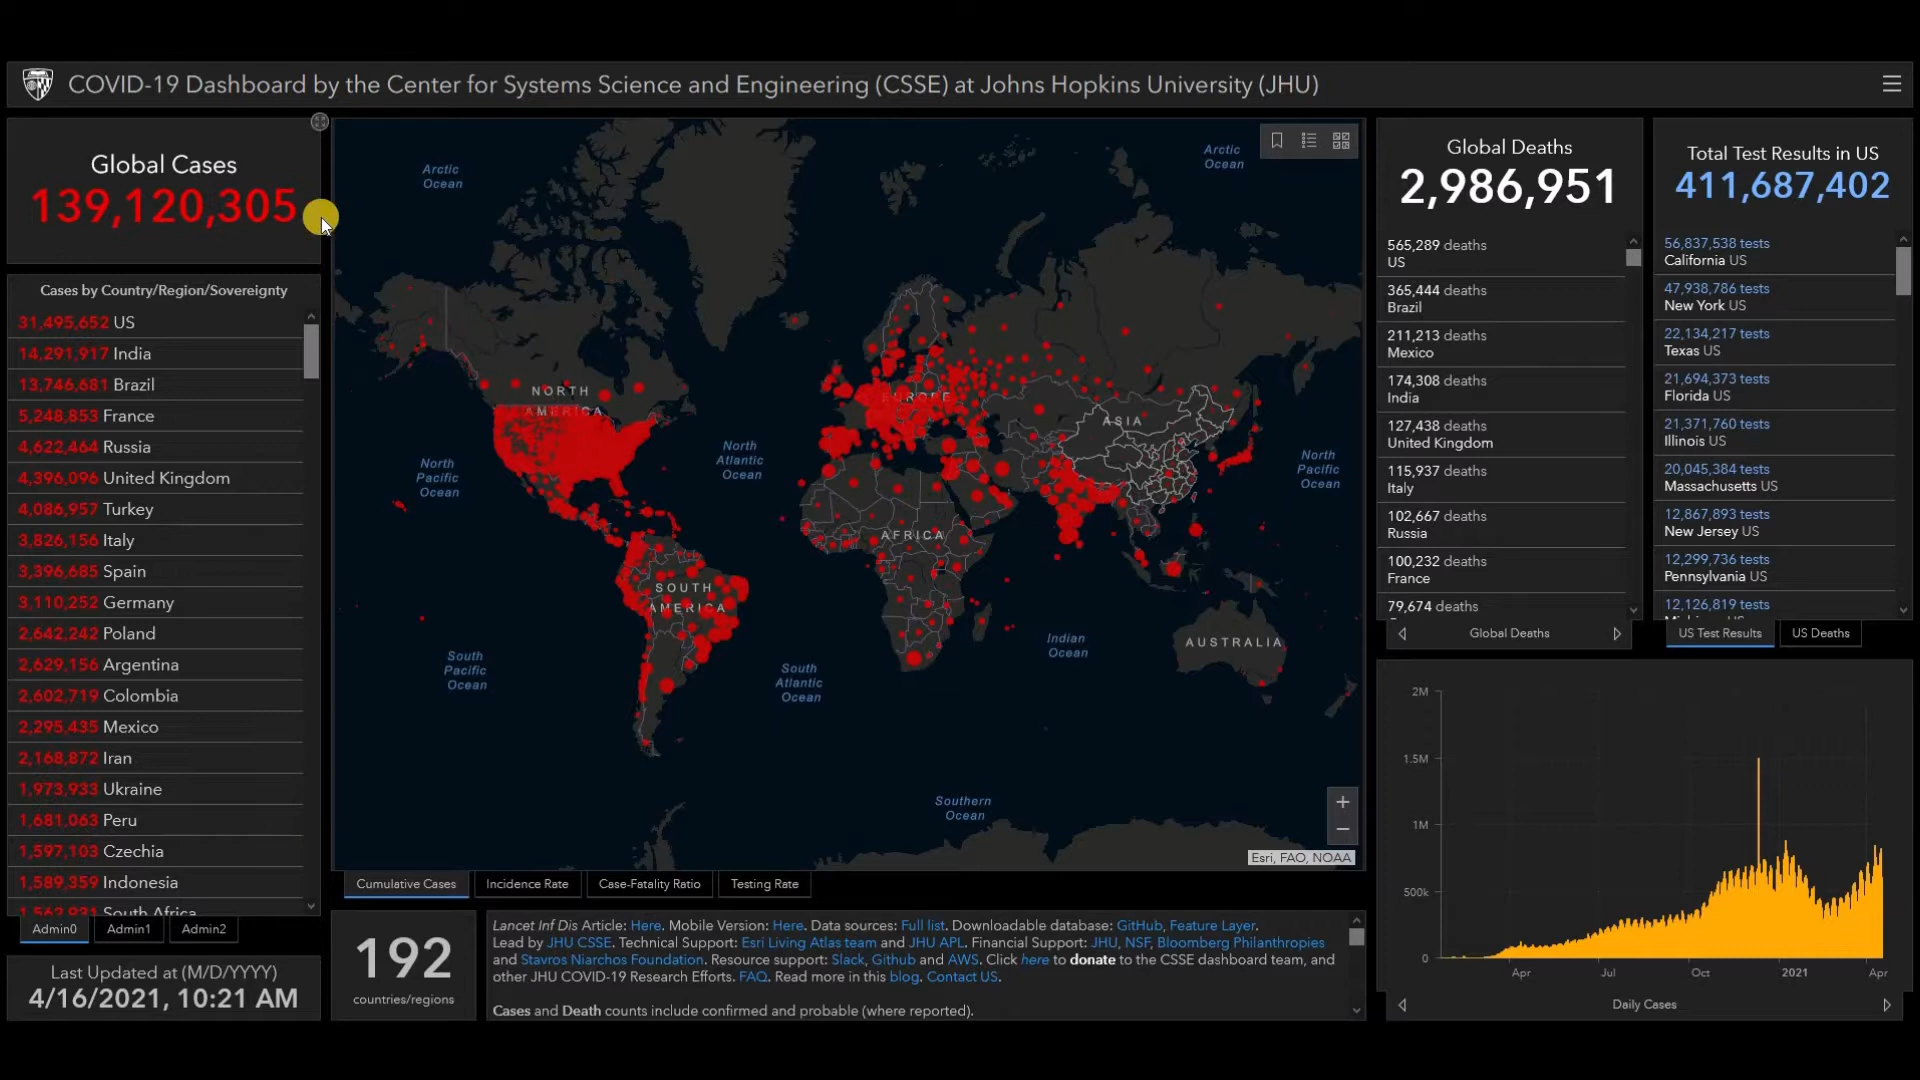 COVID-19 Dashboard by the Center for Systems Science and Engineering (CSSE) at Johns Hopkins University (JHU)
Global Cases
139,120,305
Cases by Country/Region/Sovereignty
31,495,652 US
14,291,917 India
13,746,681 Brazil
5,248,853 France
4,622,464 Russia
4,396,096 United Kingdom
4,086,957 Turkey
3,826,156 Italy
3,396,685 Spain
3,110,252 Germany
2,642,242 Poland
2,629,156 Argentina
2,602,719 Colombia
2,295,435 Mexico
2,168,872 Iran
1,973,933 Ukraine
1,681,063 Peru
1,597,103 Czechia
1,589,359 Indonesia
1,562,931 South Africa
Admin0
Admin1
Admin2
Last Updated at (M/D/YYYY)
4/16/2021, 10:21 AM
Arctic
Ocean
Arctic
Ocean
NORTH
AMERICA
EUROPE
ASIA
North
Pacific
Ocean
North
Atlantic
Ocean
North
Pacific
Ocean
AFRICA
SOUTH
AMERICA
Indian
Ocean
AUSTRALIA
South
Pacific
Ocean
South
Atlantic
Ocean
Southern
Ocean
+
−
Esri, FAO, NOAA
Cumulative Cases
Incidence Rate
Case-Fatality Ratio
Testing Rate
192
countries/regions
Lancet Inf Dis Article: Here. Mobile Version: Here. Data sources: Full list. Downloadable database: GitHub, Feature Layer.
Lead by JHU CSSE. Technical Support: Esri Living Atlas team and JHU APL. Financial Support: JHU, NSF, Bloomberg Philanthropies
and Stavros Niarchos Foundation. Resource support: Slack, Github and AWS. Click here to donate to the CSSE dashboard team, and
other JHU COVID-19 Research Efforts. FAQ. Read more in this blog. Contact US.
Cases and Death counts include confirmed and probable (where reported).
Global Deaths
2,986,951
565,289 deaths
US
365,444 deaths
Brazil
211,213 deaths
Mexico
174,308 deaths
India
127,438 deaths
United Kingdom
115,937 deaths
Italy
102,667 deaths
Russia
100,232 deaths
France
79,674 deaths
Global Deaths
Total Test Results in US
411,687,402
56,837,538 tests
California US
47,938,786 tests
New York US
22,134,217 tests
Texas US
21,694,373 tests
Florida US
21,371,760 tests
Illinois US
20,045,384 tests
Massachusetts US
12,867,893 tests
New Jersey US
12,299,736 tests
Pennsylvania US
12,126,819 tests
US Test Results
US Deaths
2M
1.5M
1M
500k
0
Apr
Jul
Oct
2021
Apr
Daily Cases